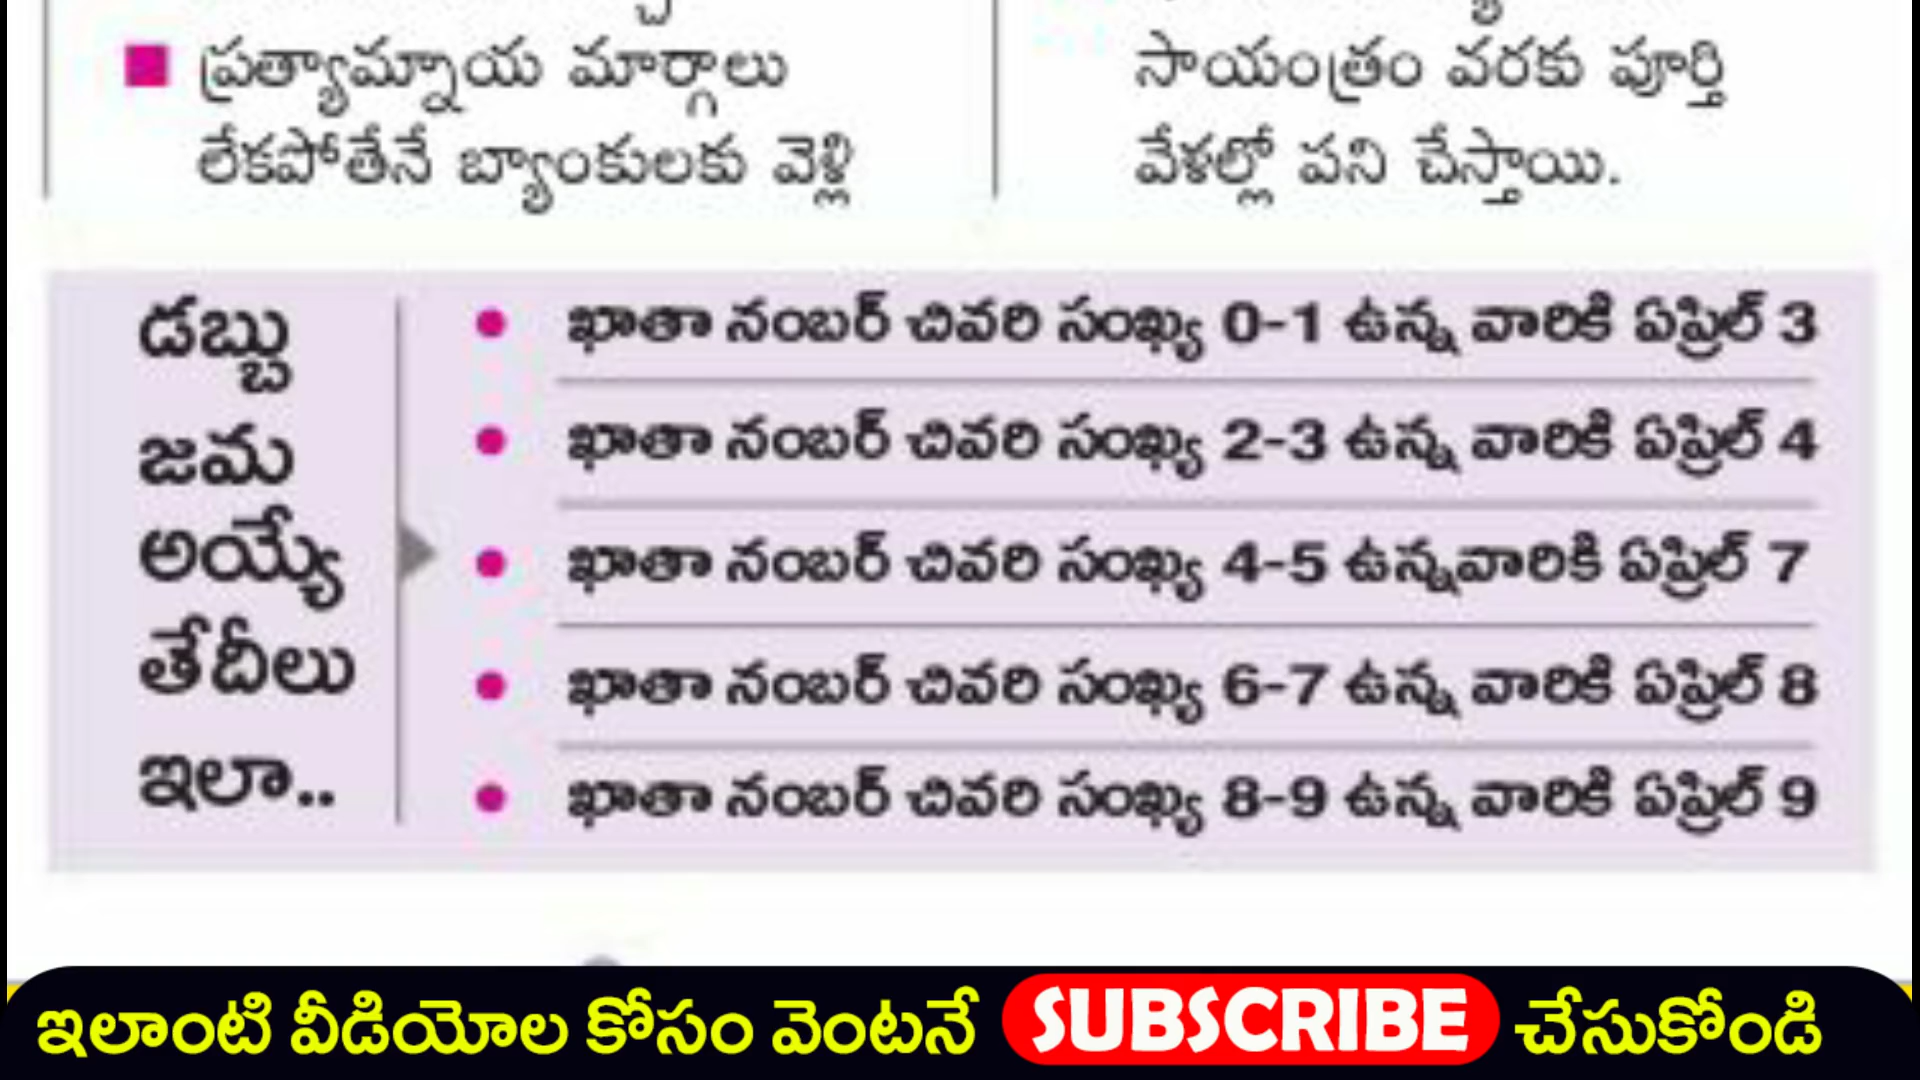 ప్రత్యామ్నాయ మార్గాలు
లేకపోతేనే బ్యాంకులకు వెళ్లి
సాయంత్రం వరకు పూర్తి
వేళల్లో పని చేస్తాయి.
డబ్బు
జమ
అయ్యే
తేదీలు
ఇలా..
ఖాతా నంబర్ చివరి సంఖ్య 0-1 ఉన్న వారికి ఏప్రిల్ 3
ఖాతా నంబర్ చివరి సంఖ్య 2-3 ఉన్న వారికి ఏప్రిల్ 4
ఖాతా నంబర్ చివరి సంఖ్య 4-5 ఉన్నవారికి ఏప్రిల్ 7
ఖాతా నంబర్ చివరి సంఖ్య 6-7 ఉన్న వారికి ఏప్రిల్ 8
ఖాతా నంబర్ చివరి సంఖ్య 8-9 ఉన్న వారికి ఏప్రిల్ 9
ఇలాంటి వీడియోల కోసం వెంటనే SUBSCRIBE చేసుకోండి